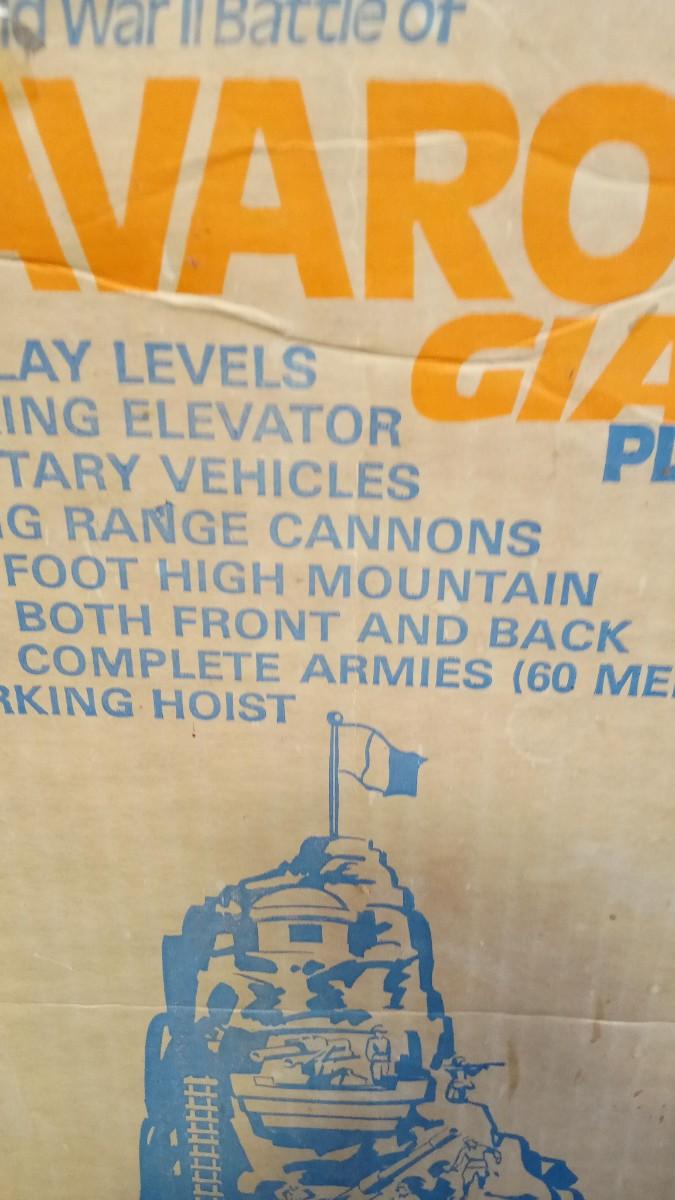 d War II Battle of
AVARO
GIA
LAY LEVELS
ING ELEVATOR
PL
TARY VEHICLES
G RANGE CANNONS
FOOT HIGH MOUNTAIN
BOTH FRONT AND BACK
COMPLETE ARMIES (60 ME
RKING HOIST